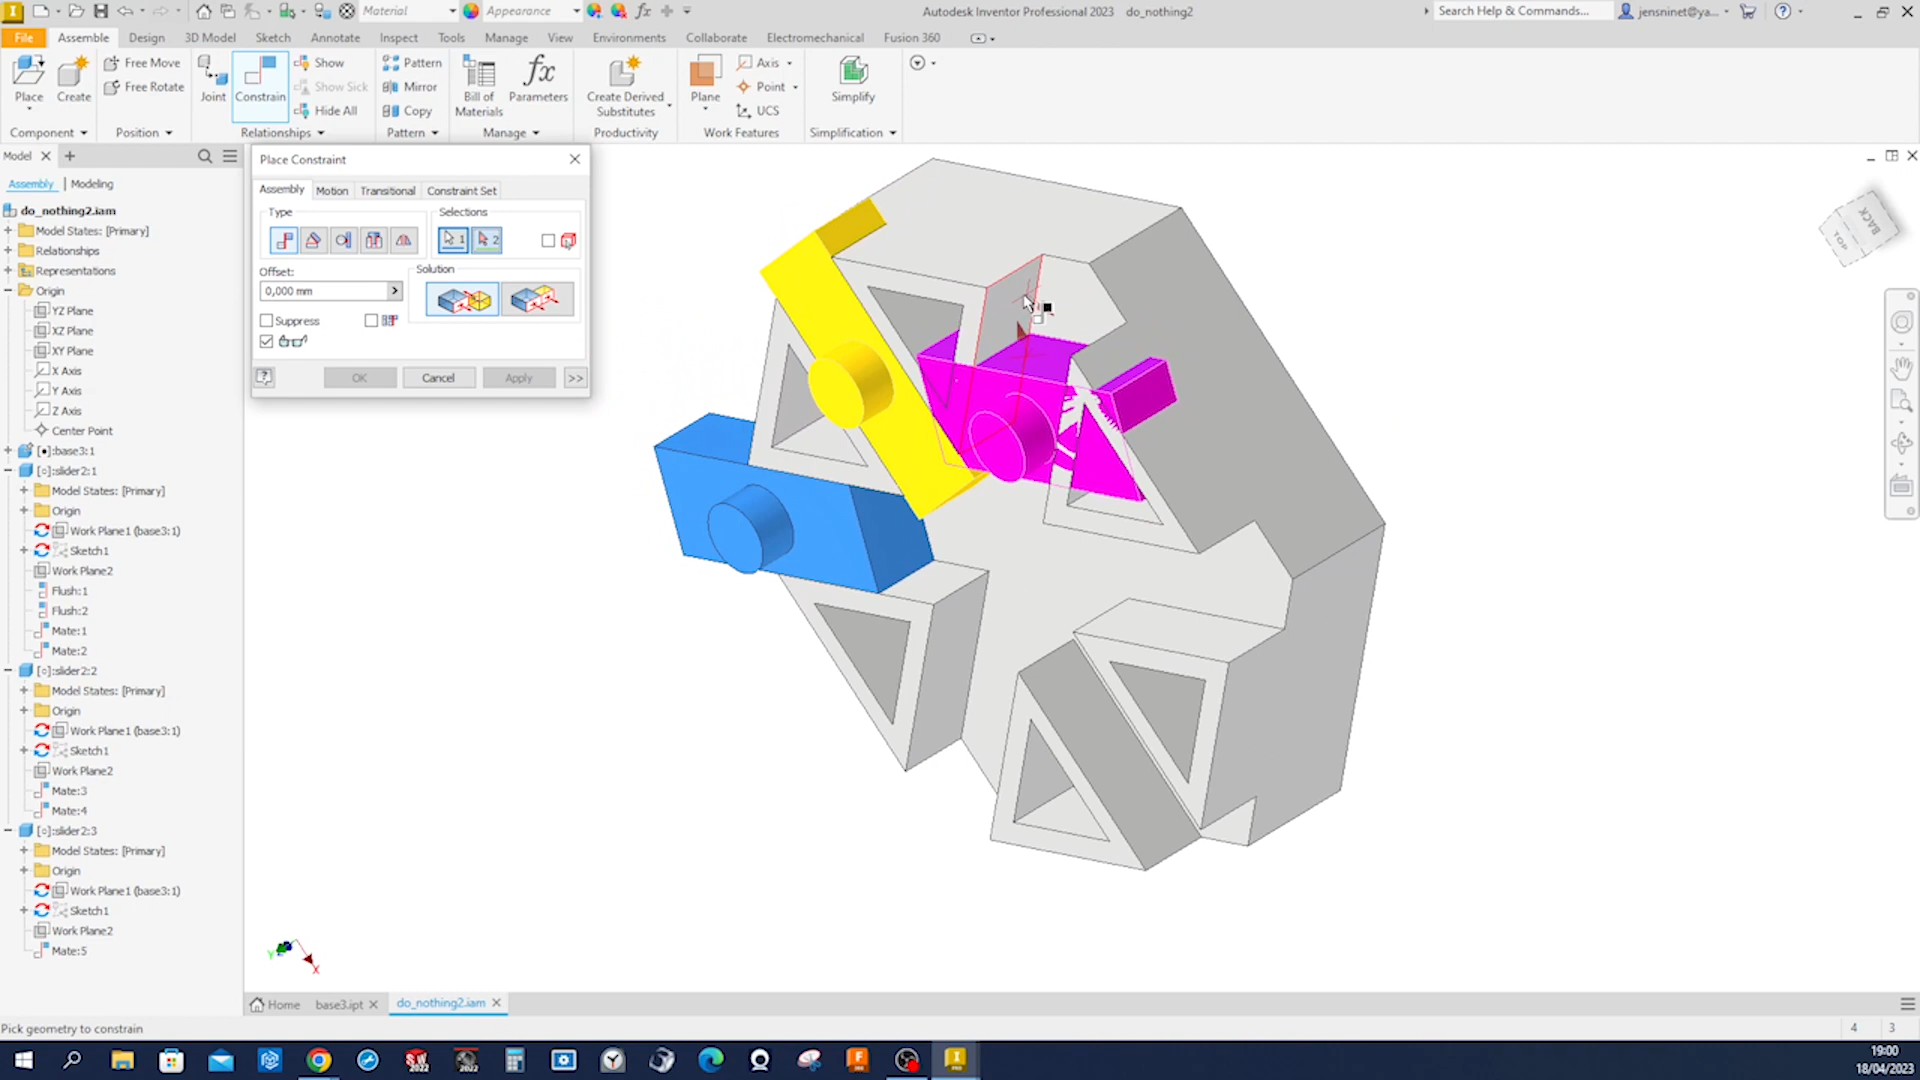 Material
Appearance
Autodesk Inventor Professional 2023 do_nothing2
Search Help & Commands...
jensninet@ya...
File Assemble Design 3D Model Sketch Annotate Inspect Tools Manage View Environments Collaborate Electromechanical Fusion 360
Place
Create
Free Move
Free Rotate
Joint
Constrain
Show
Show Sick
Hide All
Pattern
Mirror
Copy
Bill of
Materials
Parameters
Create Derived
Substitutes
Plane
Axis
Point
UCS
Simplify
Component
Position
Relationships
Pattern
Manage
Productivity
Work Features
Simplification
Model
Assembly Modeling
do_nothing2.iam
Model States: [Primary]
Relationships
Representations
Origin
YZ Plane
XZ Plane
XY Plane
X Axis
Y Axis
Z Axis
Center Point
[●]:base3:1
[○]:slider2:1
Model States: [Primary]
Origin
Work Plane1 (base3:1)
Sketch1
Work Plane2
Flush:1
Flush:2
Mate:1
Mate:2
[○]:slider2:2
Model States: [Primary]
Origin
Work Plane1 (base3:1)
Sketch1
Work Plane2
Mate:3
Mate:4
[○]:slider2:3
Model States: [Primary]
Origin
Work Plane1 (base3:1)
Sketch1
Work Plane2
Mate:5
Place Constraint
Assembly Motion Transitional Constraint Set
Type
Selections
1
2
Offset:
0,000 mm
Solution
Suppress
OK Cancel Apply >>
BACK
TOP
Y
X
Home base3.ipt do_nothing2.iam
Pick geometry to constrain
4 3
19:00
18/04/2023